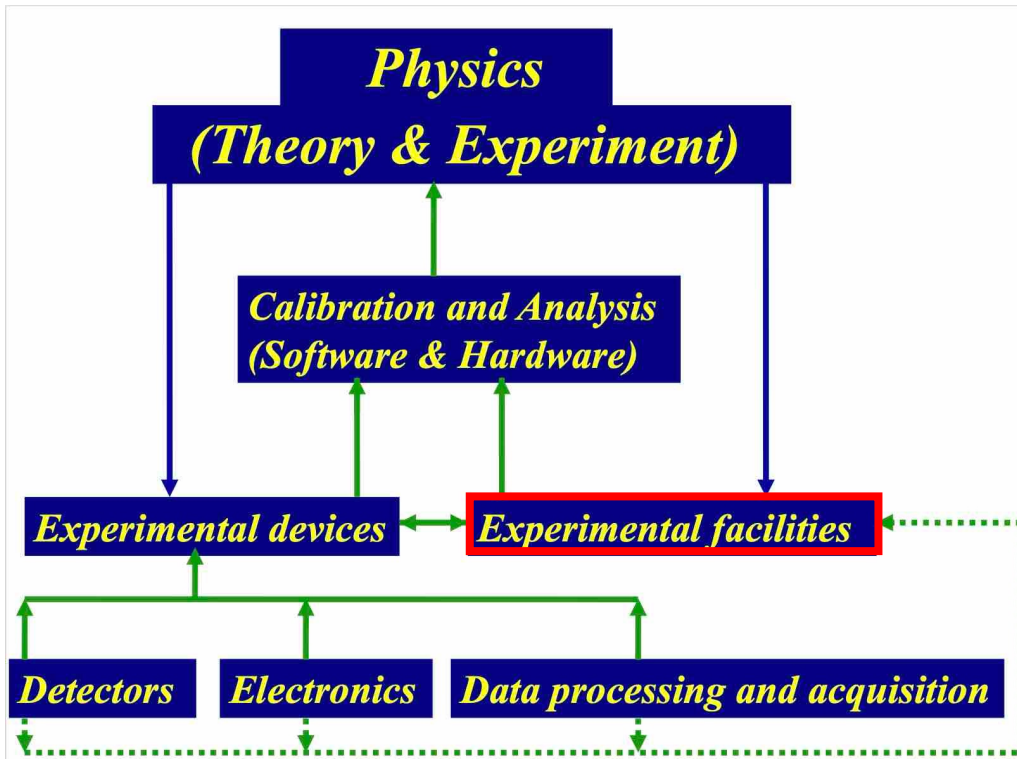 Physics
(Theory & Experiment)
Calibration and Analysis
(Software & Hardware)
Experimental devices
Experimental facilities
Detectors
Electronics
Data processing and acquisition